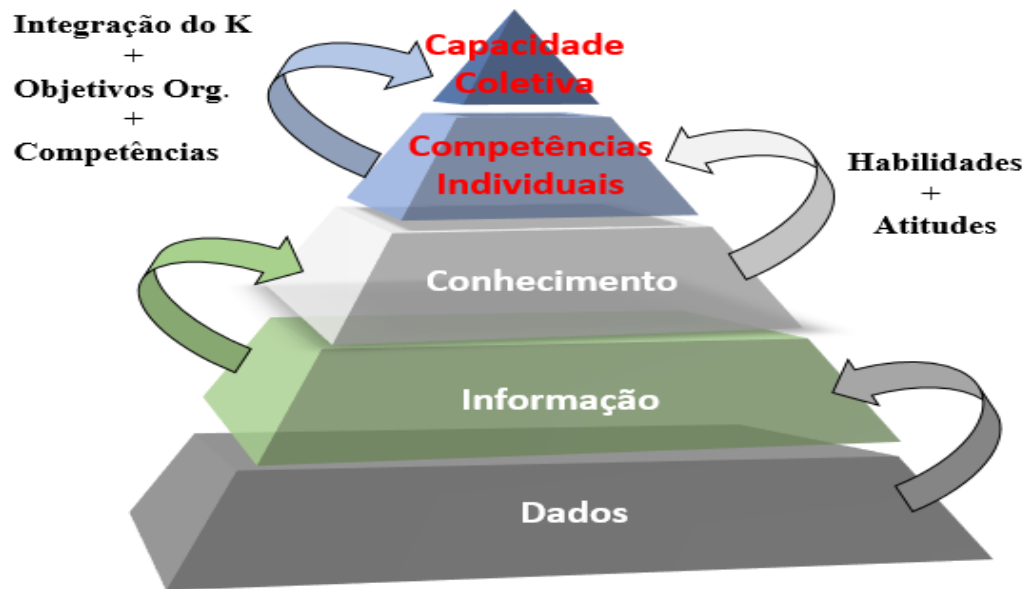 Integração do K
+
Objetivos Org.
+
Competências
Capacidade
Coletiva
Competências
Individuais
Habilidades
+
Atitudes
Conhecimento
Informação
Dados